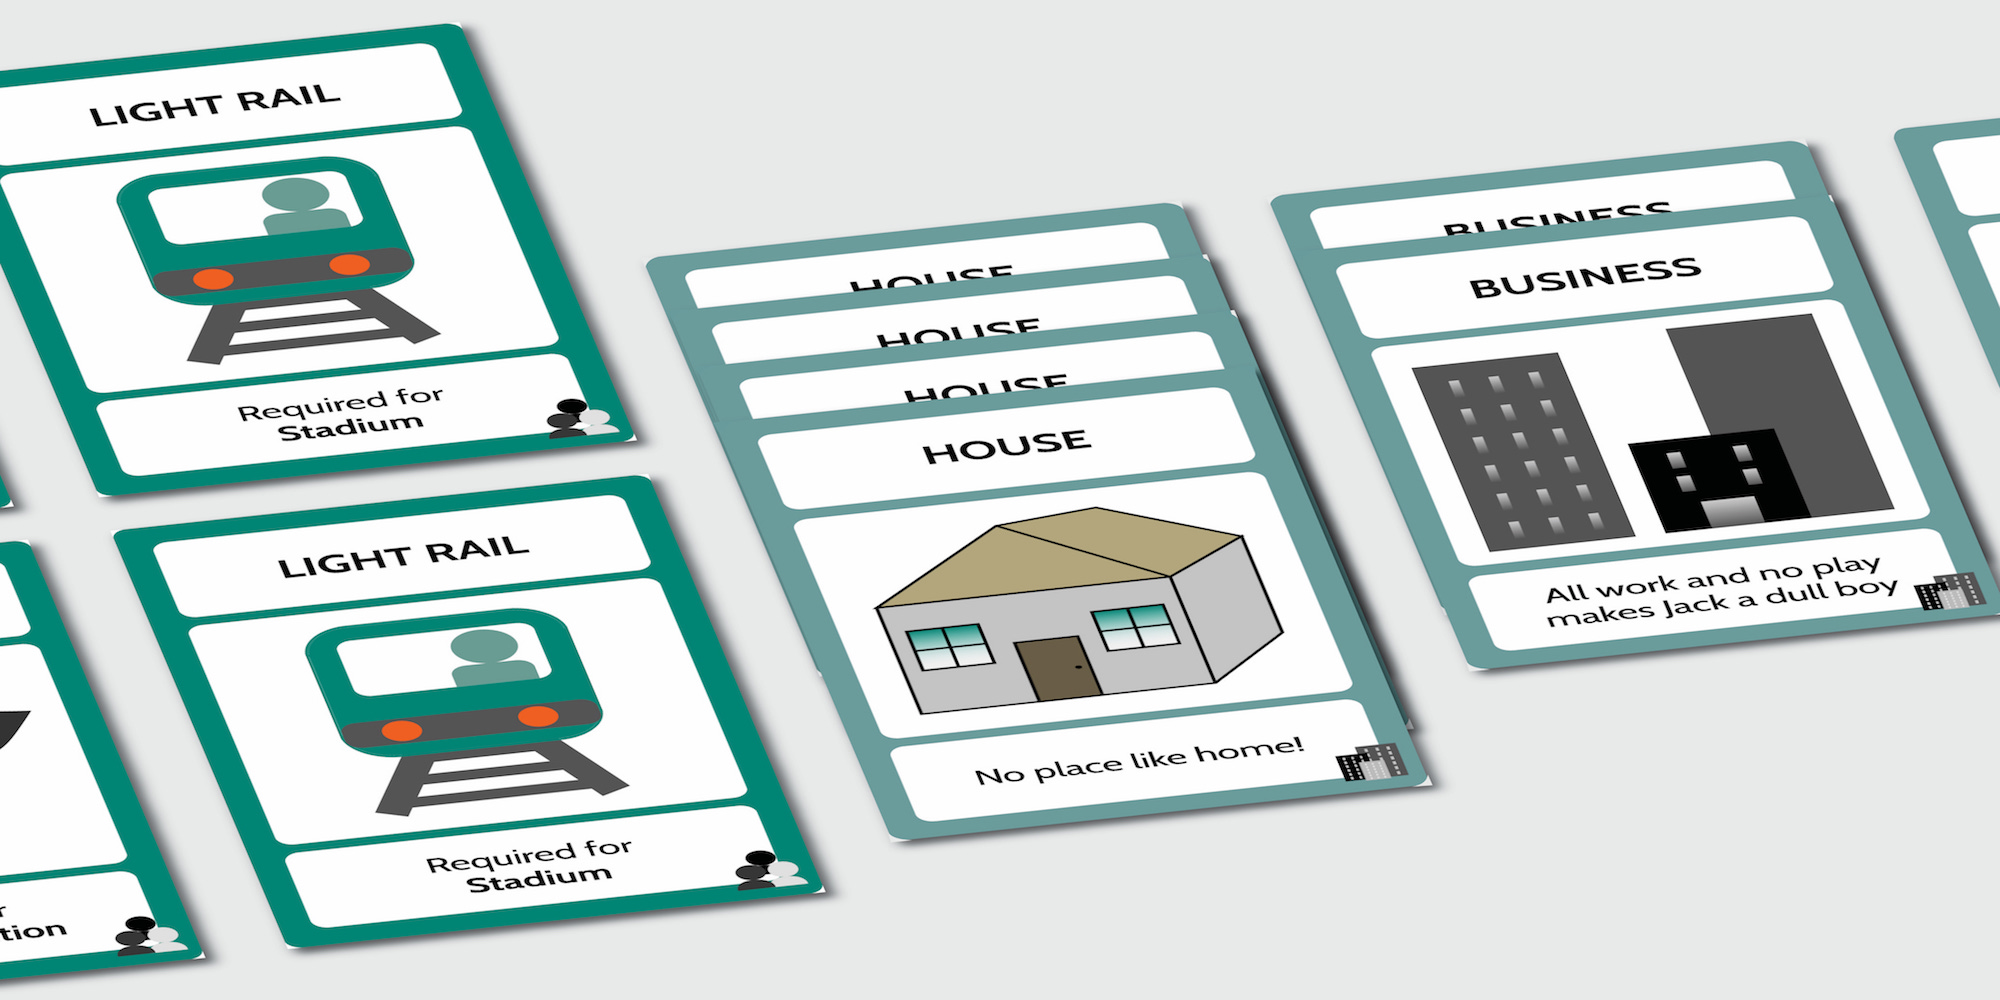 LIGHT RAIL
Required for
Stadium
LIGHT RAIL
Required for
Stadium
tion
HOUSE
HOUSE
HOUSE
HOUSE
No place like home!
BUSINESS
BUSINESS
All work and no play
makes Jack a dull boy